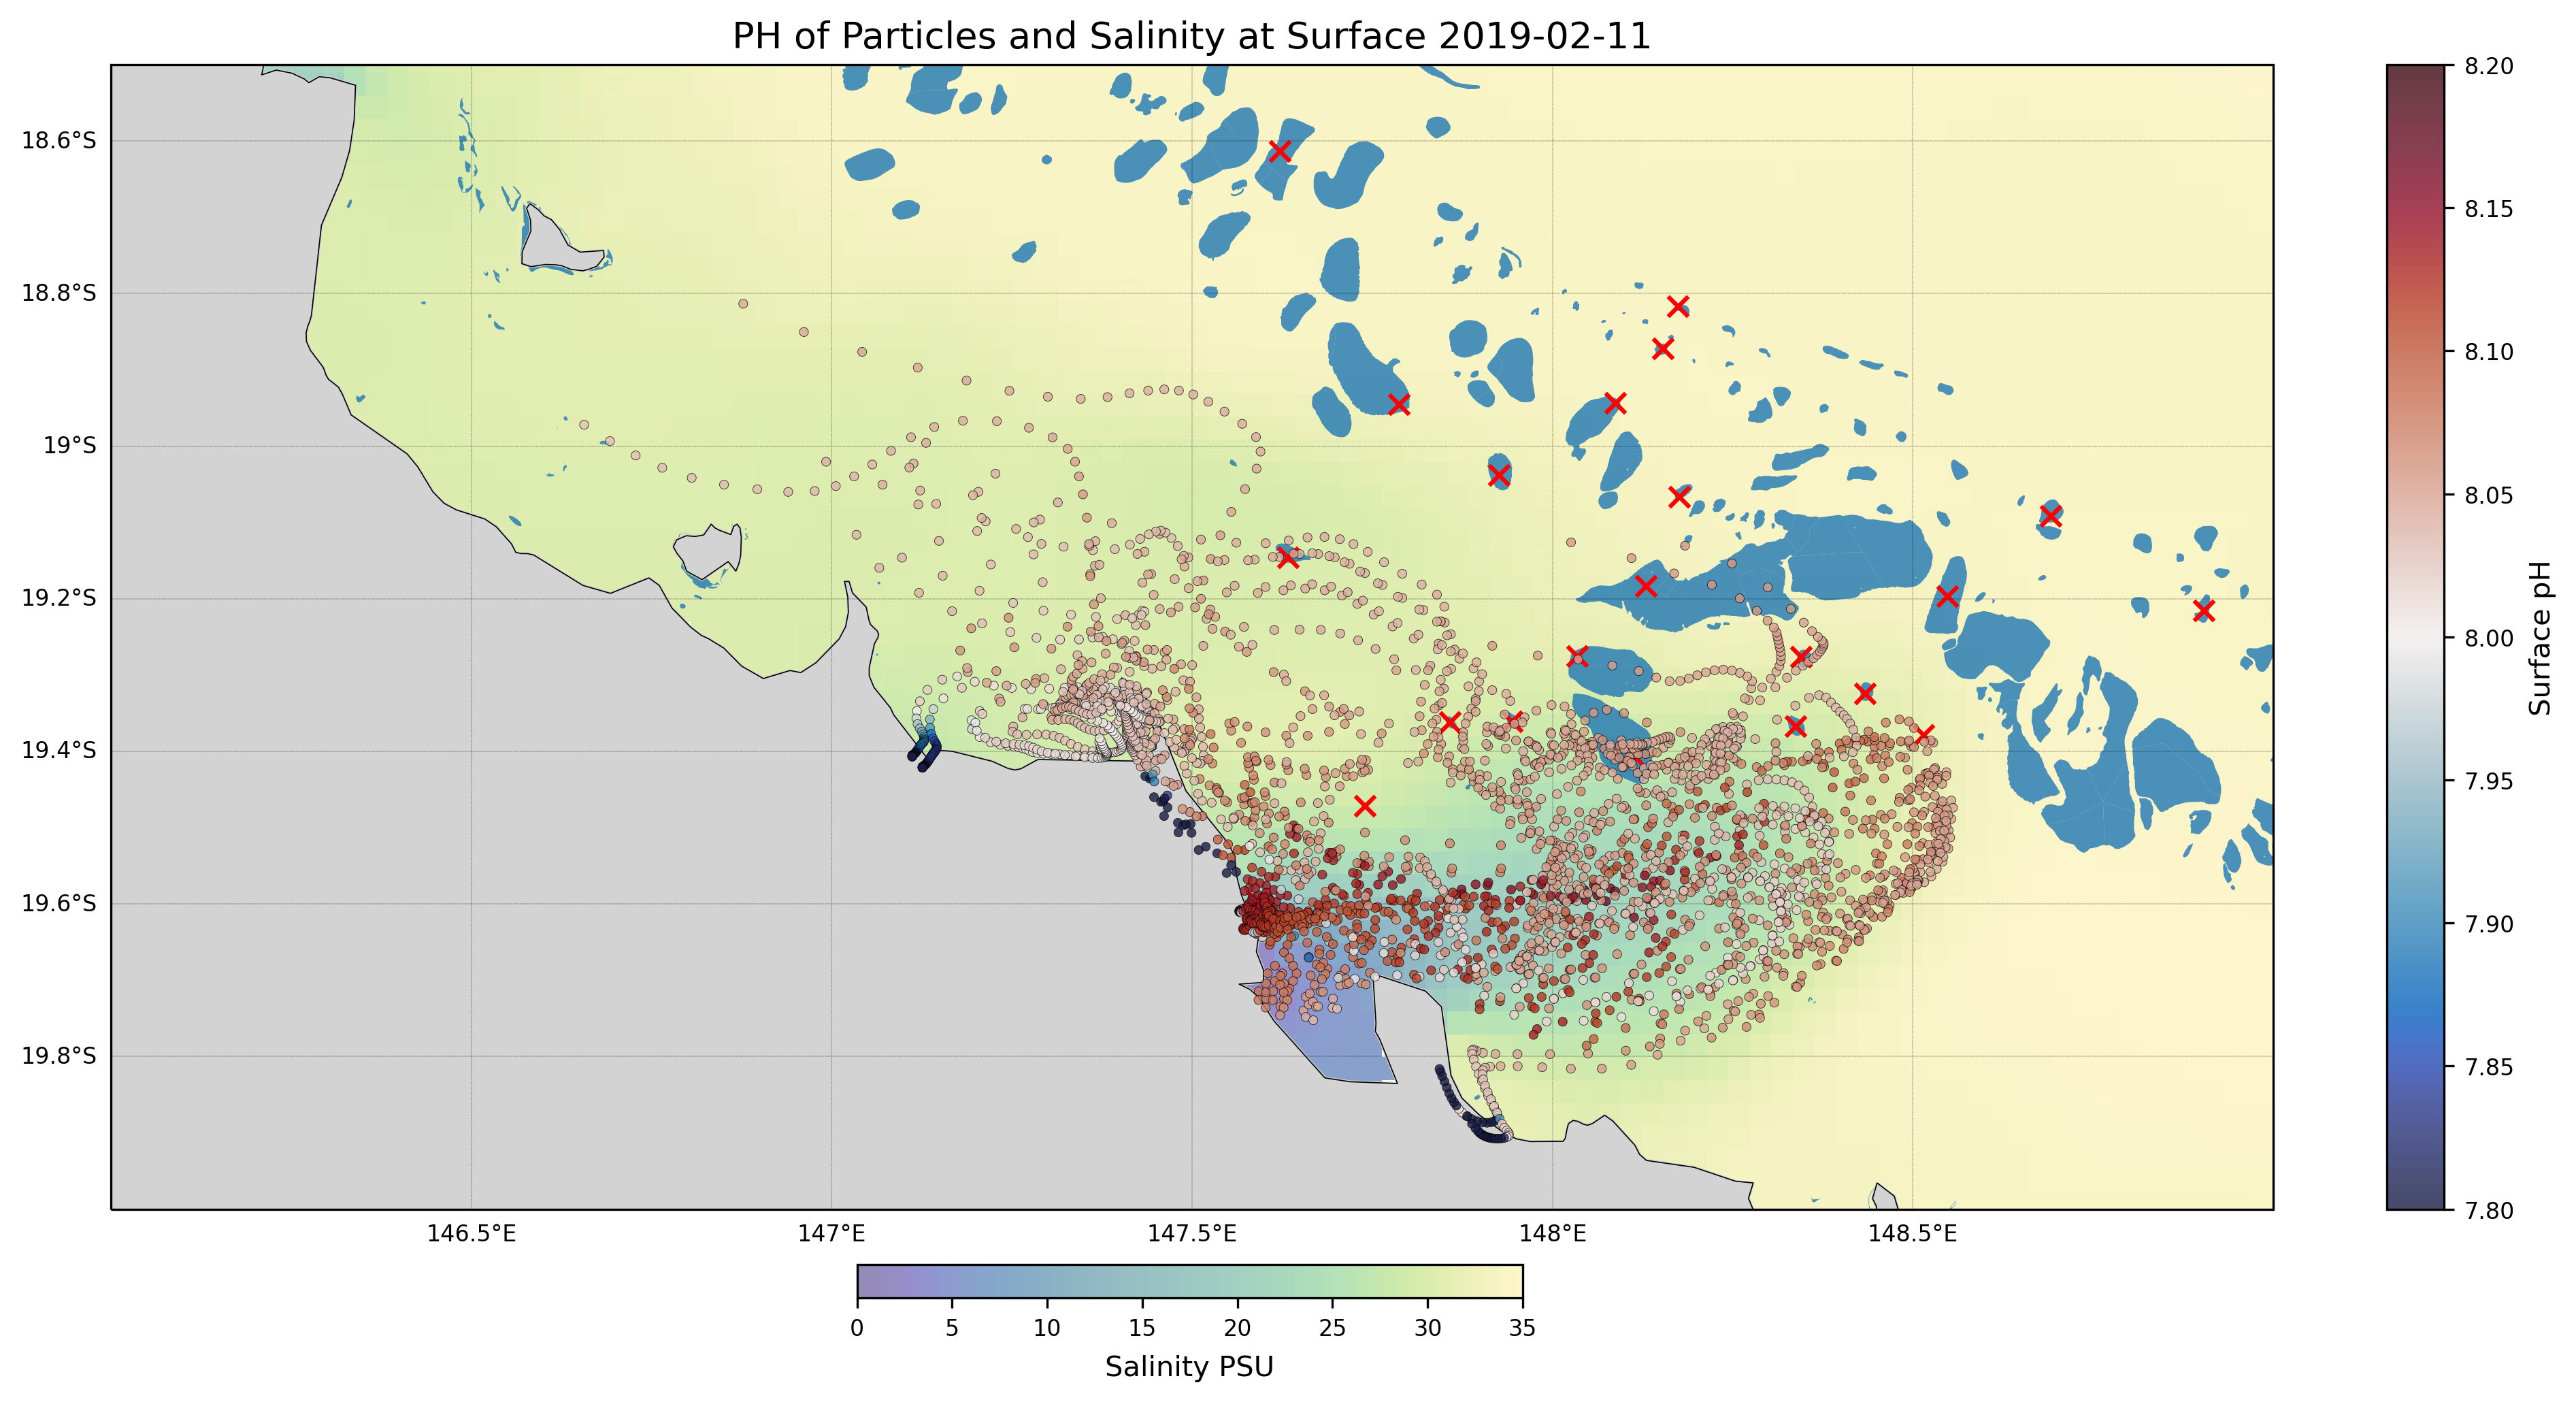 PH of Particles and Salinity at Surface 2019-02-11
18.6°S
18.8°S
19°S
19.2°S
19.4°S
19.6°S
19.8°S
146.5°E
147°E
147.5°E
148°E
148.5°E
0
5
10
15
20
25
30
35
Salinity PSU
8.20
8.15
8.10
8.05
8.00
7.95
7.90
7.85
7.80
Surface pH